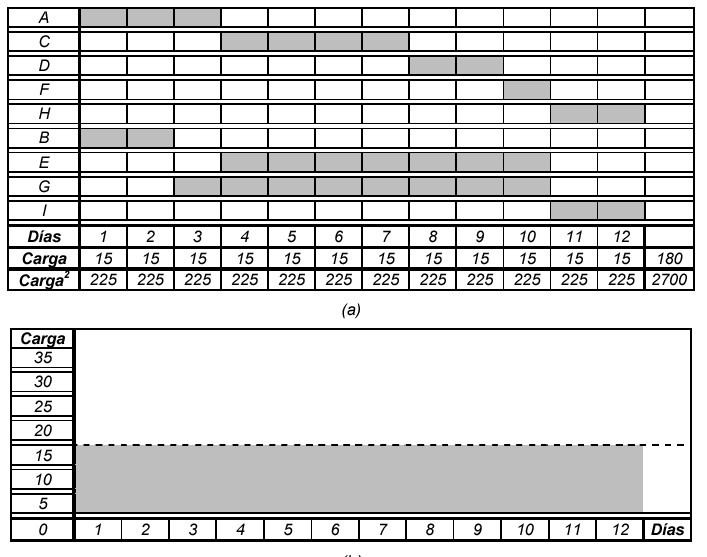 A
C
D
F
H
B
E
G
I
Días 1 2 3 4 5 6 7 8 9 10 11 12
Carga 15 15 15 15 15 15 15 15 15 15 15 15 180
Carga² 225 225 225 225 225 225 225 225 225 225 225 225 2700
(a)
Carga
35
30
25
20
15
10
5
0 1 2 3 4 5 6 7 8 9 10 11 12 Días